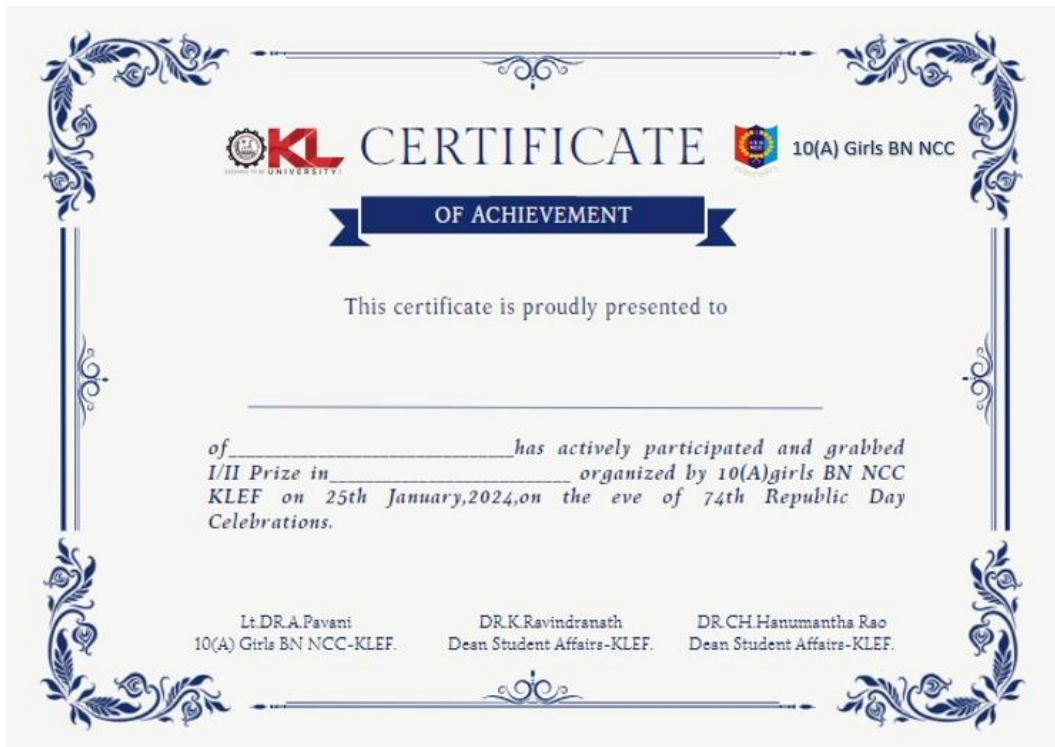 KL CERTIFICATE 10(A) Girls BN NCC
UNIVERSITY
OF ACHIEVEMENT
This certificate is proudly presented to
of______________________________has actively participated and grabbed
I/II Prize in_________________________ organized by 10(A)girls BN NCC
KLEF on 25th January,2024,on the eve of 74th Republic Day
Celebrations.
Lt.DR.A.Pavani DR.K.Ravindranath DR.CH.Hanumantha Rao
10(A) Girls BN NCC-KLEF. Dean Student Affairs-KLEF. Dean Student Affairs-KLEF.